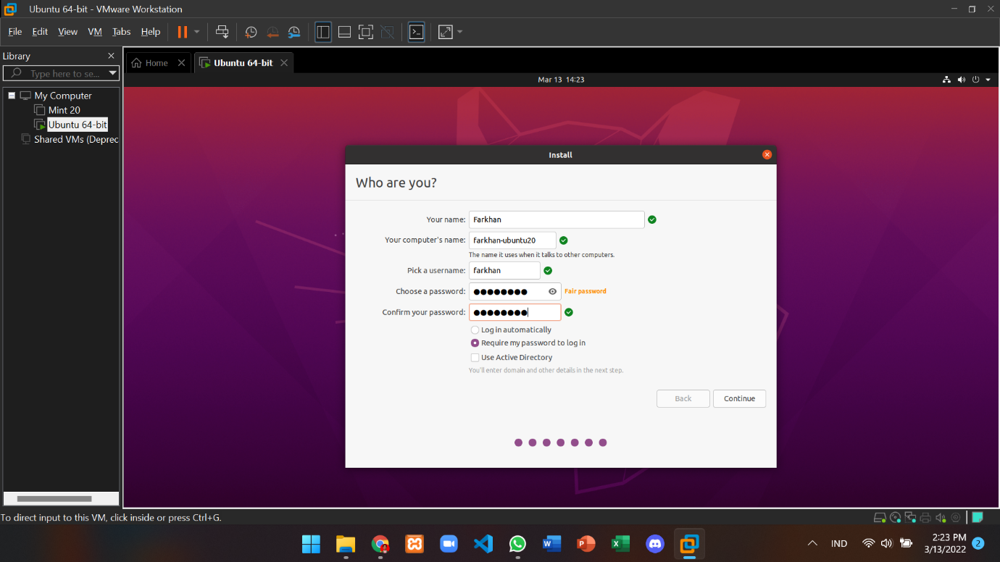 Ubuntu 64-bit - VMware Workstation
File Edit View VM Tabs Help
Library
Type here to se...
Home
Ubuntu 64-bit
My Computer
Mint 20
Ubuntu 64-bit
Shared VMs (Deprec
Mar 13 14:23
Install
Who are you?
Your name: Farkhan
Your computer's name: farkhan-ubuntu20
The name it uses when it talks to other computers.
Pick a username: farkhan
Choose a password: ●●●●●●●● Fair password
Confirm your password: ●●●●●●●●
Log in automatically
Require my password to log in
Use Active Directory
You'll enter domain and other details in the next step.
Back Continue
To direct input to this VM, click inside or press Ctrl+G.
IND
2:23 PM
3/13/2022
2